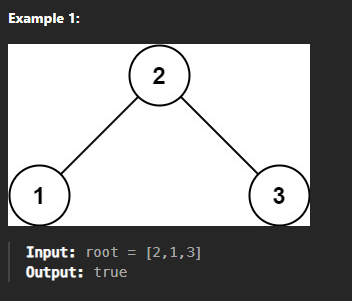 Example 1:
2
1 3
Input: root = [2,1,3]
Output: true